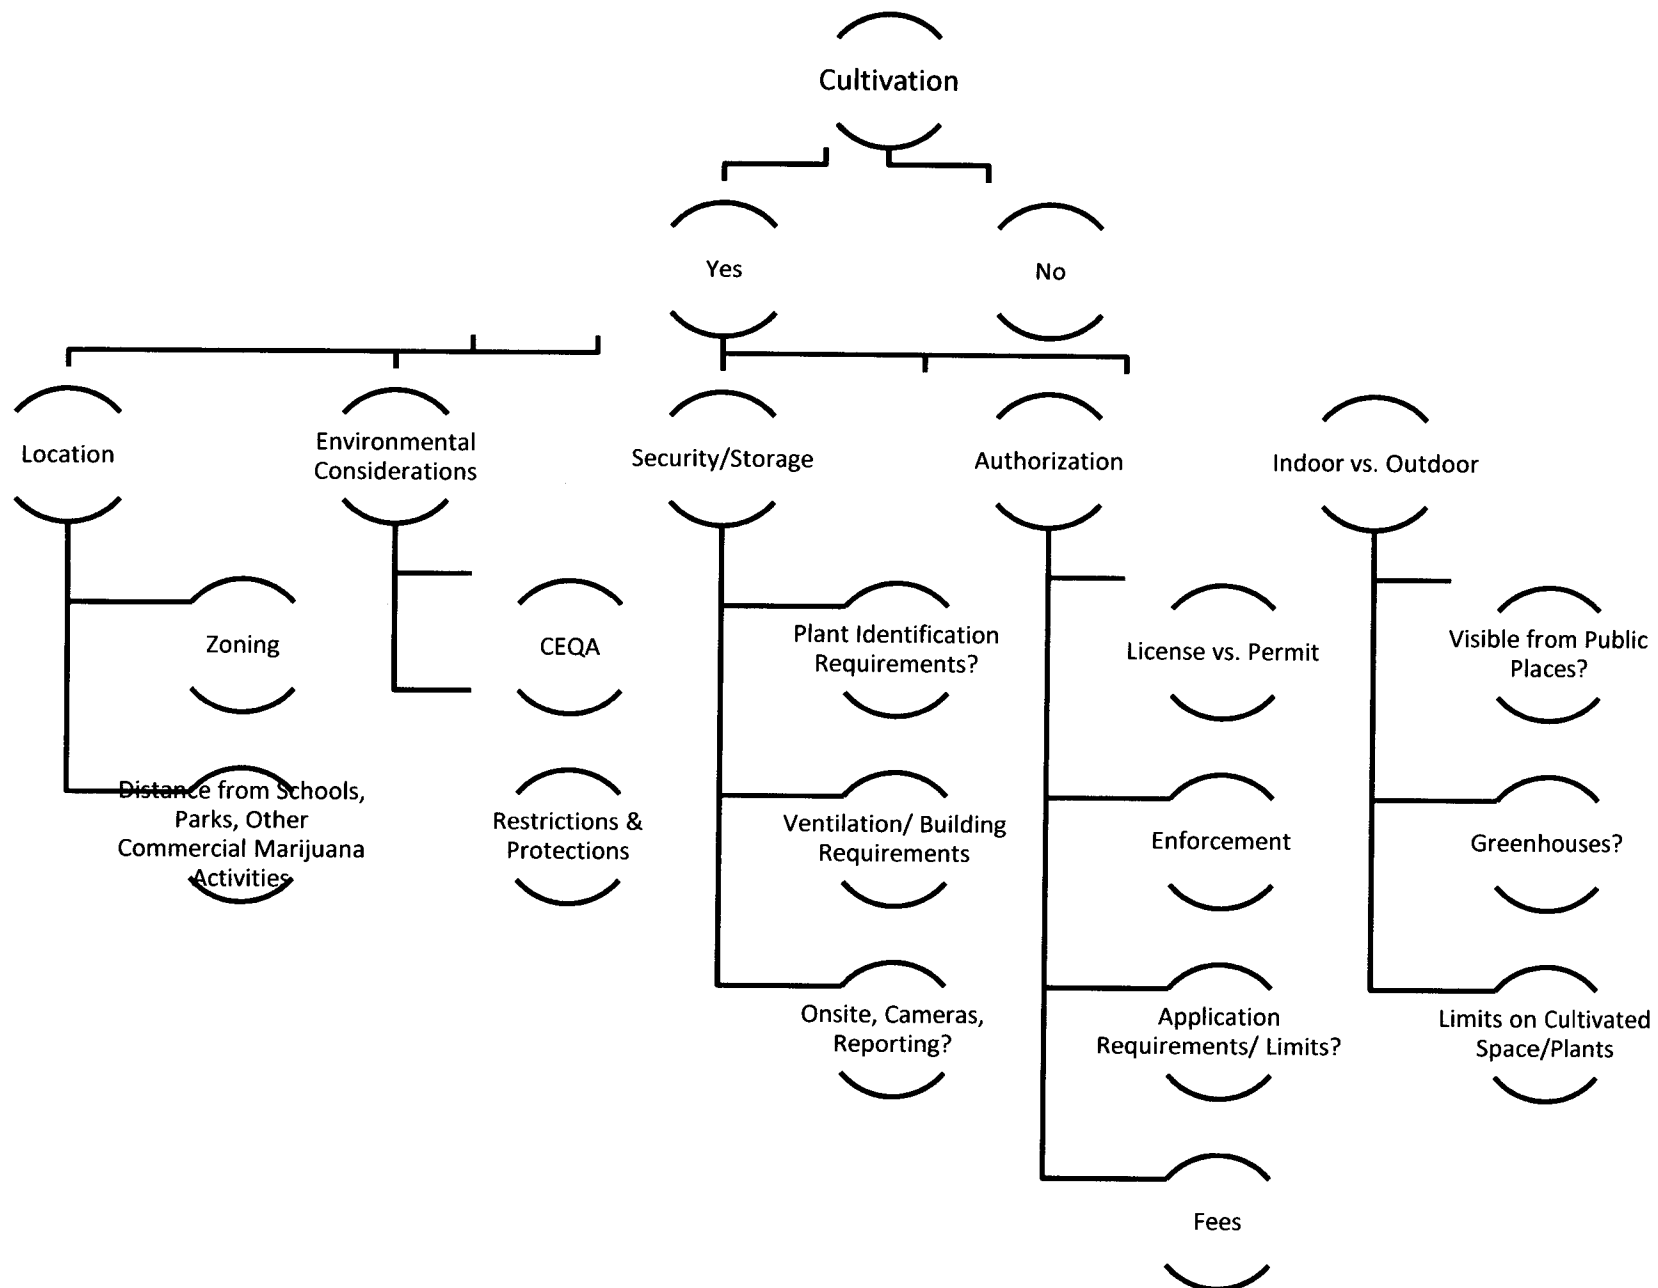 Cultivation
Yes
No
Location
Environmental
Considerations
Security/Storage
Authorization
Indoor vs. Outdoor
Zoning
CEQA
Plant Identification
Requirements?
License vs. Permit
Visible from Public
Places?
Distance from Schools,
Parks, Other
Commercial Marijuana
Activities
Restrictions &
Protections
Ventilation/ Building
Requirements
Enforcement
Greenhouses?
Onsite, Cameras,
Reporting?
Application
Requirements/ Limits?
Limits on Cultivated
Space/Plants
Fees